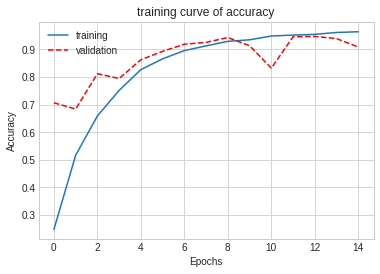 training curve of accuracy
training
validation
Accuracy
0.9
0.8
0.7
0.6
0.5
0.4
0.3
0 2 4 6 8 10 12 14
Epochs